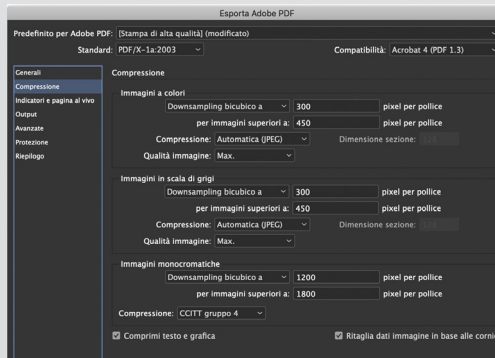 Esporta Adobe PDF
Predefinito per Adobe PDF: [Stampa di alta qualità] (modificato)
Standard: PDF/X-1a:2003 Compatibilità: Acrobat 4 (PDF 1.3)
Generali
Compressione
Indicatori e pagina al vivo
Output
Avanzate
Protezione
Riepilogo
Compressione
Immagini a colori
Downsampling bicubico a 300 pixel per pollice
per immagini superiori a: 450 pixel per pollice
Compressione: Automatica (JPEG) Dimensione sezione: 128
Qualità immagine: Max.
Immagini in scala di grigi
Downsampling bicubico a 300 pixel per pollice
per immagini superiori a: 450 pixel per pollice
Compressione: Automatica (JPEG) Dimensione sezione: 128
Qualità immagine: Max.
Immagini monocromatiche
Downsampling bicubico a 1200 pixel per pollice
per immagini superiori a: 1800 pixel per pollice
Compressione: CCITT gruppo 4
Comprimi testo e grafica Ritaglia dati immagine in base alle corni